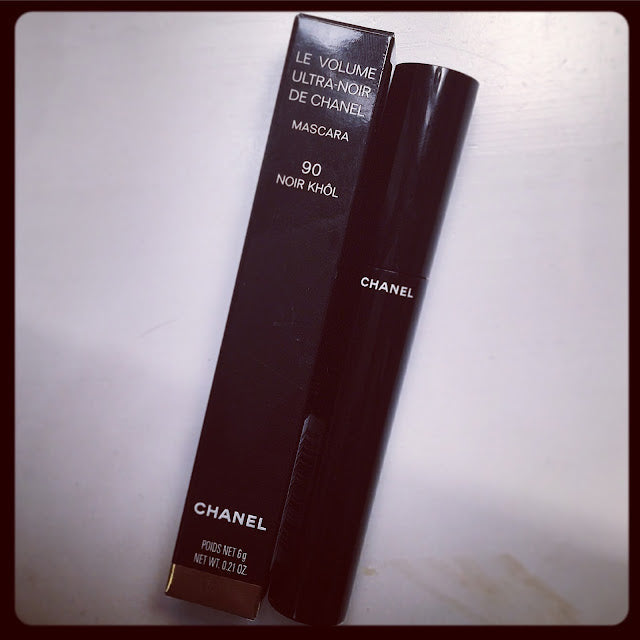 LE VOLUME
ULTRA-NOIR
DE CHANEL
MASCARA
90
NOIR KHÔL
CHANEL
POIDS NET 6g
NET WT. 0.21 OZ.
CHANEL